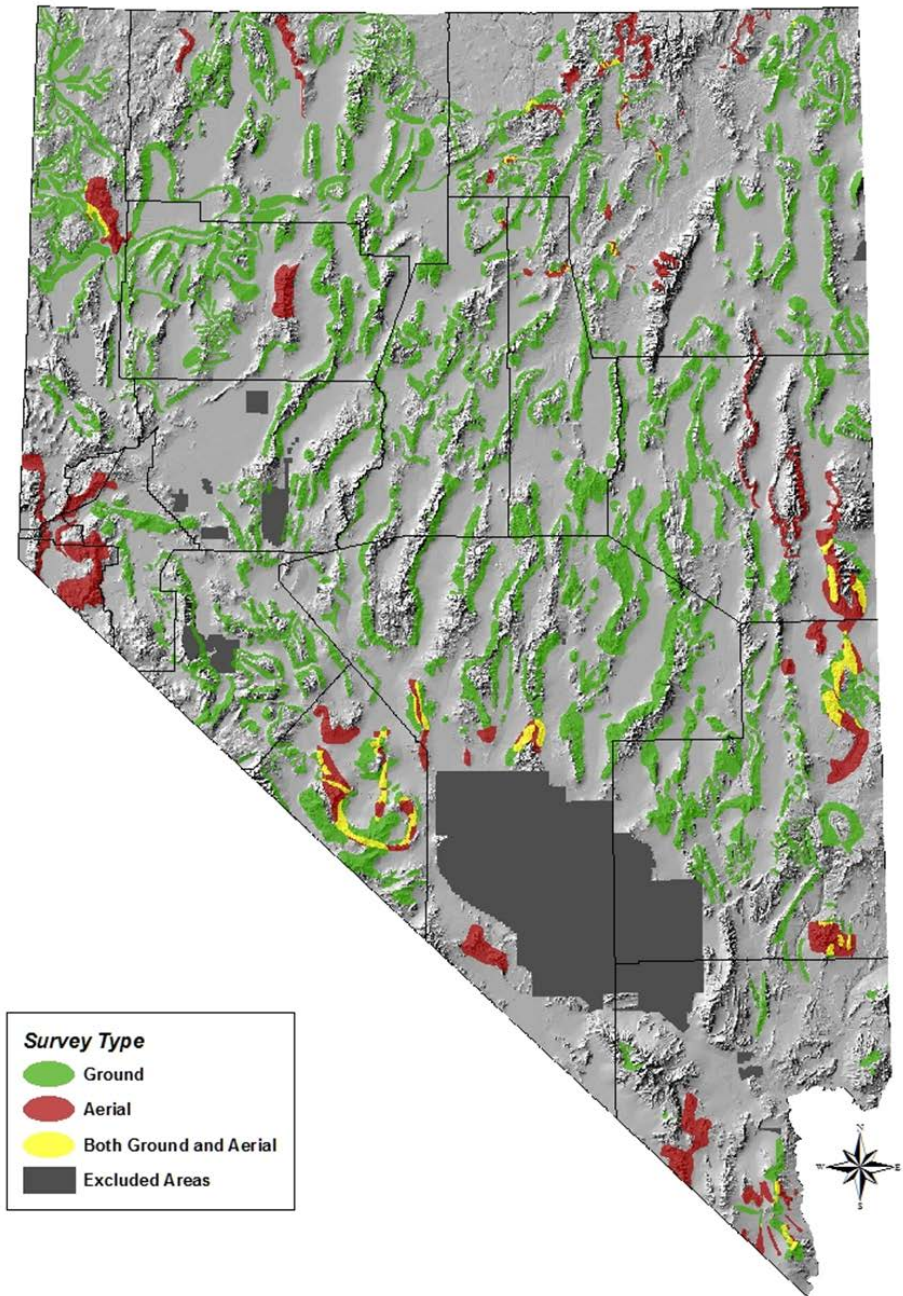 Survey Type
Ground
Aerial
Both Ground and Aerial
Excluded Areas
N
W
E
S